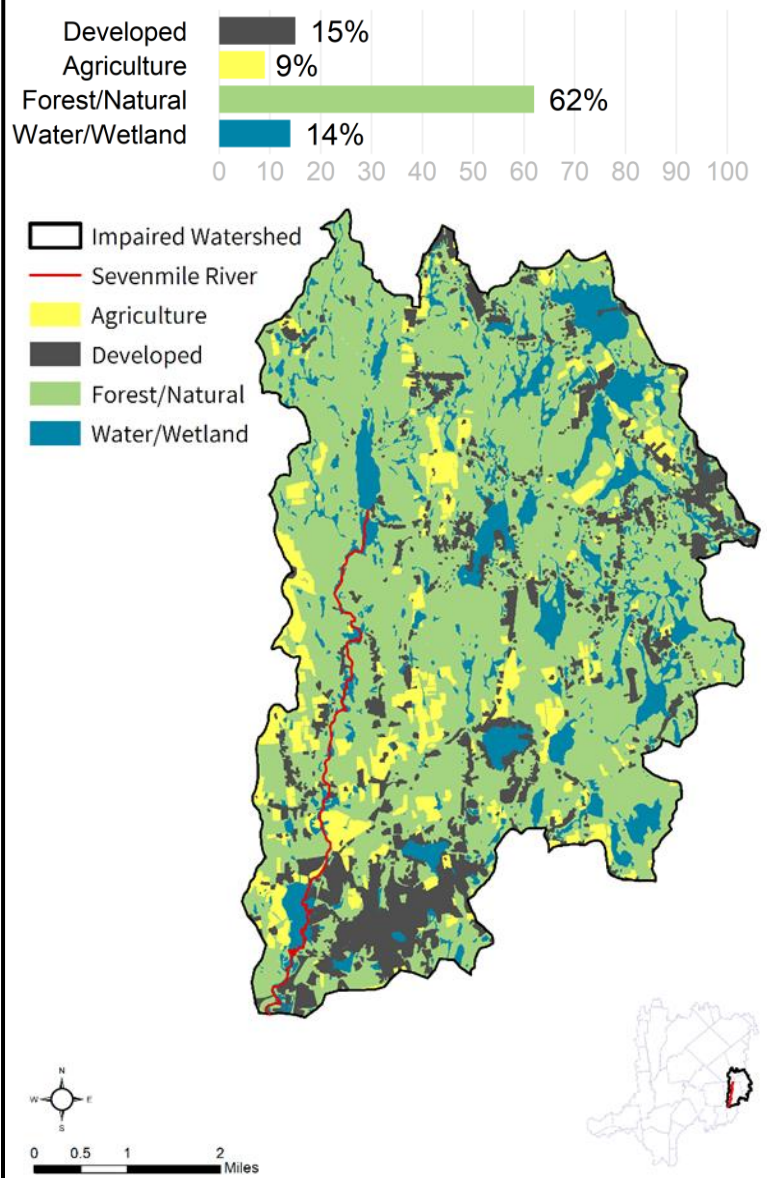 Developed 15%
Agriculture 9%
Forest/Natural 62%
Water/Wetland 14%
0 10 20 30 40 50 60 70 80 90 100
Impaired Watershed
Sevenmile River
Agriculture
Developed
Forest/Natural
Water/Wetland
N
W E
S
0 0.5 1 2
Miles